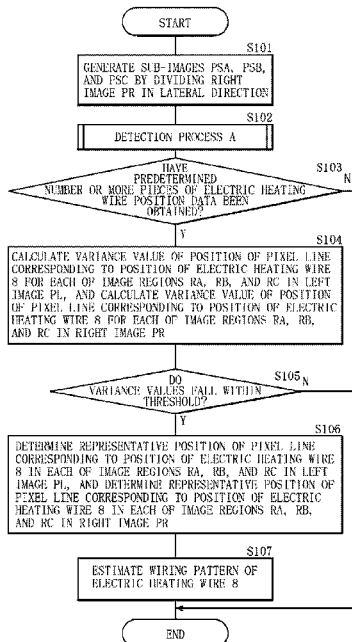 START
S101
GENERATE SUB-IMAGES PSA, PSB,
AND PSC BY DIVIDING RIGHT
IMAGE PR IN LATERAL DIRECTION
S102
DETECTION PROCESS A
S103
HAVE
PREDETERMINED
NUMBER OR MORE PIECES OF ELECTRIC HEATING
WIRE POSITION DATA BEEN
OBTAINED?
N
Y
S104
CALCULATE VARIANCE VALUE OF POSITION OF PIXEL LINE
CORRESPONDING TO POSITION OF ELECTRIC HEATING WIRE
8 FOR EACH OF IMAGE REGIONS RA, RB, AND RC IN LEFT
IMAGE PL, AND CALCULATE VARIANCE VALUE OF POSITION
OF PIXEL LINE CORRESPONDING TO POSITION OF ELECTRIC
HEATING WIRE 8 FOR EACH OF IMAGE REGIONS RA, RB,
AND RC IN RIGHT IMAGE PR
S105
DO
VARIANCE VALUES FALL WITHIN
THRESHOLD?
N
Y
S106
DETERMINE REPRESENTATIVE POSITION OF PIXEL LINE
CORRESPONDING TO POSITION OF ELECTRIC HEATING WIRE
8 IN EACH OF IMAGE REGIONS RA, RB, AND RC IN LEFT
IMAGE PL, AND DETERMINE REPRESENTATIVE POSITION OF
PIXEL LINE CORRESPONDING TO POSITION OF ELECTRIC
HEATING WIRE 8 IN EACH OF IMAGE REGIONS RA, RB,
AND RC IN RIGHT IMAGE PR
S107
ESTIMATE WIRING PATTERN OF
ELECTRIC HEATING WIRE 8
END